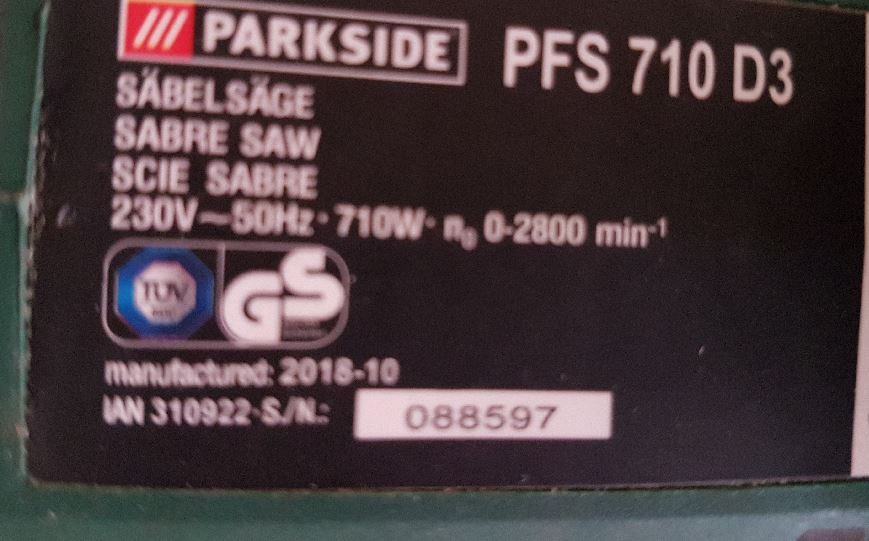 /// PARKSIDE PFS 710 D3
SÄBELSÄGE
SABRE SAW
SCIE SABRE
230V~50Hz · 710W · n₀ 0-2800 min⁻¹
TÜV GS
manufactured: 2018-10
IAN 310922·S./N.: 088597